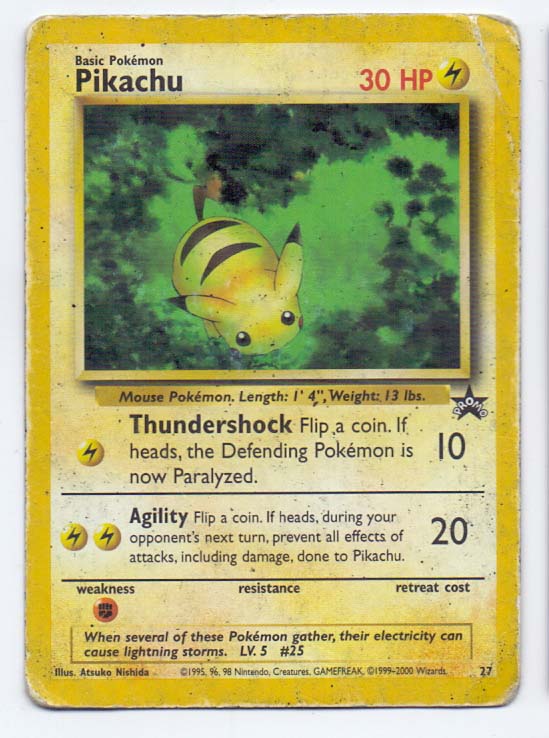 Basic Pokémon
Pikachu
30 HP
Mouse Pokémon. Length: 1' 4", Weight: 13 lbs.
PROMO
Thundershock Flip a coin. If
heads, the Defending Pokémon is
now Paralyzed.
10
Agility Flip a coin. If heads, during your
opponent's next turn, prevent all effects of
attacks, including damage, done to Pikachu.
20
weakness resistance retreat cost
When several of these Pokémon gather, their electricity can
cause lightning storms. LV. 5 #25
Illus. Atsuko Nishida ©1995, 96, 98 Nintendo, Creatures, GAMEFREAK. ©1999-2000 Wizards. 27